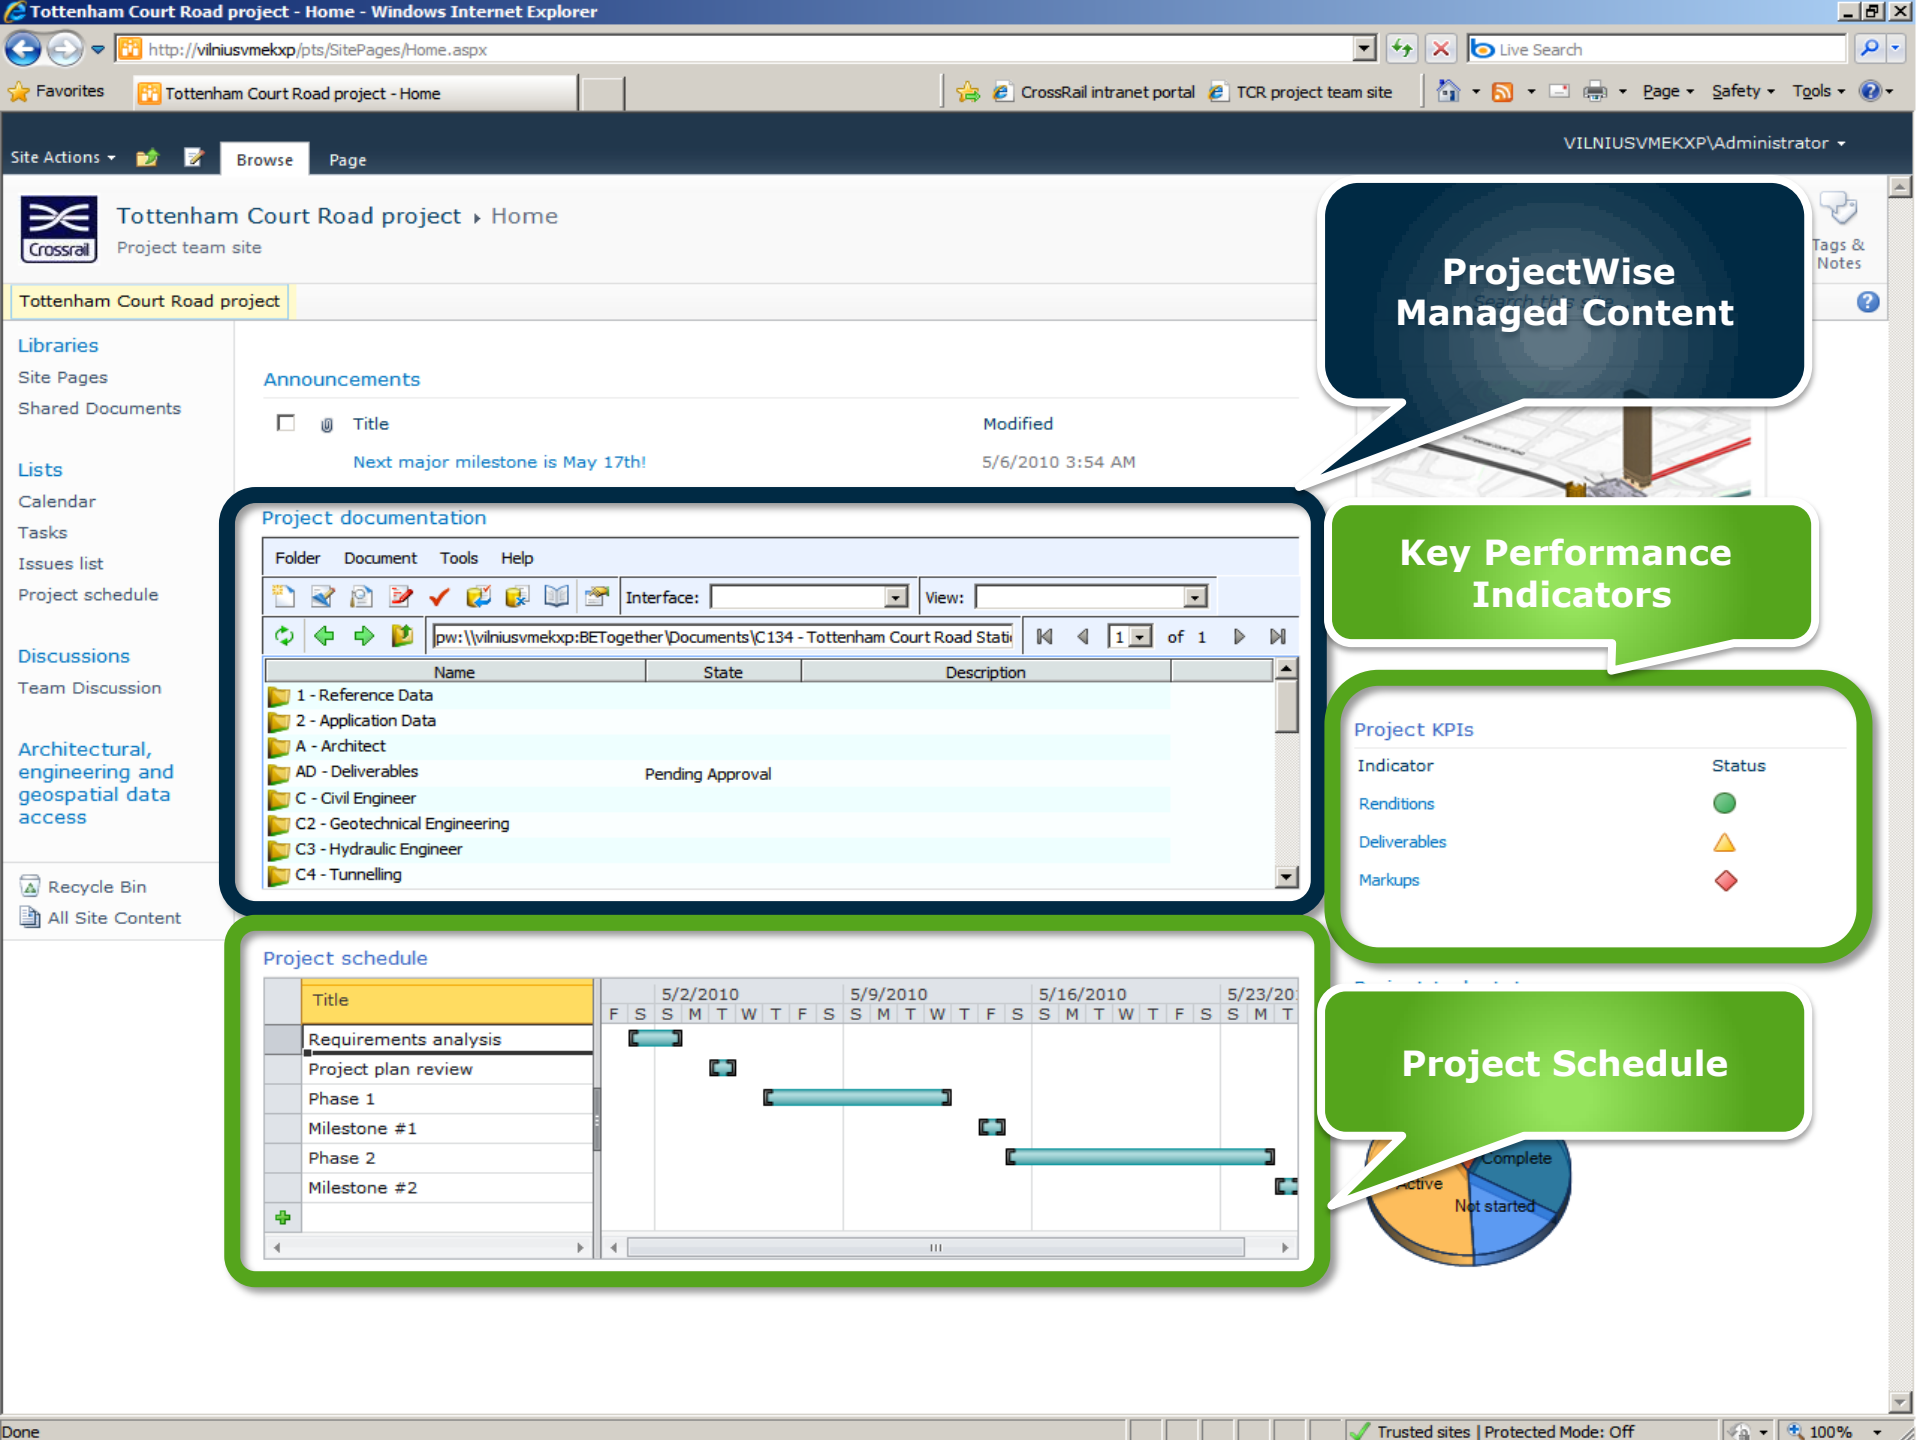 Tottenham Court Road project - Home - Windows Internet Explorer
http://vilniusvmekxp/pts/SitePages/Home.aspx
Live Search
Favorites
Tottenham Court Road project - Home
CrossRail intranet portal
TCR project team site
Page
Safety
Tools
Site Actions
Browse
Page
VILNIUSVMEKXP\Administrator
Crossrail
Tottenham Court Road project ▸ Home
Project team site
Tags &
Notes
ProjectWise
Managed Content
Tottenham Court Road project
Search this site...
Libraries
Site Pages
Shared Documents
Lists
Calendar
Tasks
Issues list
Project schedule
Discussions
Team Discussion
Architectural,
engineering and
geospatial data
access
Recycle Bin
All Site Content
Announcements
Title
Modified
Next major milestone is May 17th!
5/6/2010 3:54 AM
Project documentation
Folder Document Tools Help
Interface:
View:
pw:\\vilniusvmekxp:BETogether\Documents\C134 - Tottenham Court Road Stati
1 of 1
Name State Description
1 - Reference Data
2 - Application Data
A - Architect
AD - Deliverables Pending Approval
C - Civil Engineer
C2 - Geotechnical Engineering
C3 - Hydraulic Engineer
C4 - Tunnelling
Key Performance
Indicators
Project KPIs
Indicator Status
Renditions
Deliverables
Markups
Project schedule
Title
5/2/2010 5/9/2010 5/16/2010 5/23/20
F S S M T W T F S S M T W T F S S M T W T F S S M T
Requirements analysis
Project plan review
Phase 1
Milestone #1
Phase 2
Milestone #2
Project Schedule
Complete
Active
Not started
Done
Trusted sites | Protected Mode: Off
100%